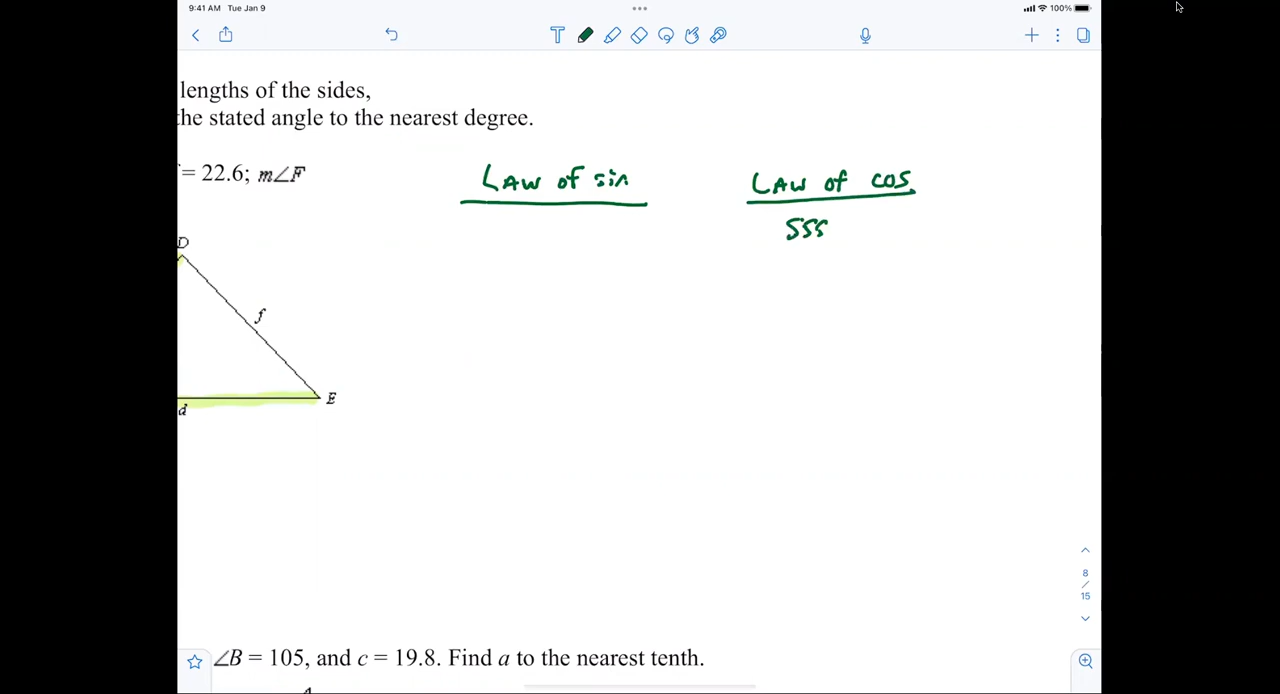 9:41 AM Tue Jan 9
100%
lengths of the sides,
the stated angle to the nearest degree.
= 22.6; m∠F
LAW of sin
LAW of cos
SSS
D
f
E
d
8
/
15
∠B = 105, and c = 19.8. Find a to the nearest tenth.